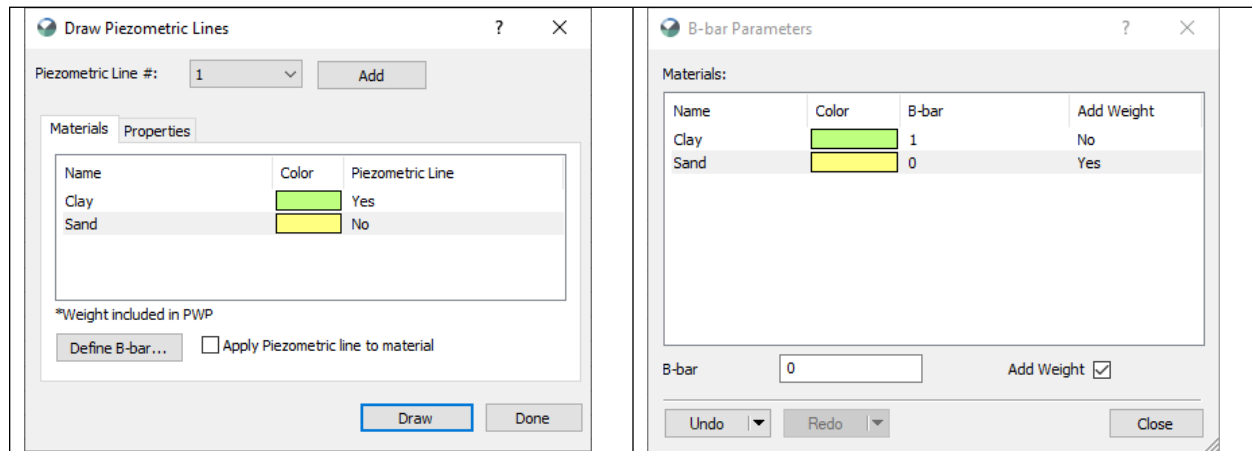 Draw Piezometric Lines ? X
Piezometric Line #: 1 Add
Materials Properties
Name Color Piezometric Line
Clay Yes
Sand No
*Weight included in PWP
Define B-bar... Apply Piezometric line to material
Draw Done
B-bar Parameters ? X
Materials:
Name Color B-bar Add Weight
Clay 1 No
Sand 0 Yes
B-bar 0 Add Weight
Undo Redo Close